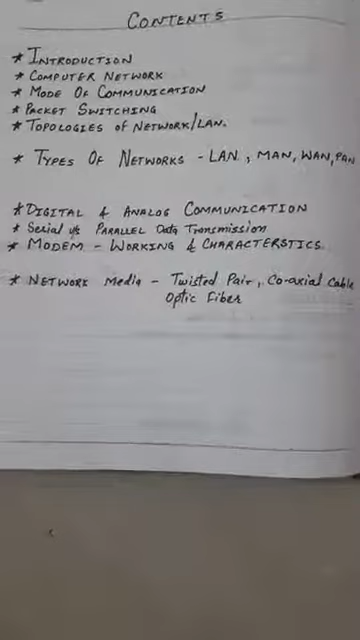 CONTENTS
* INTRODUCTION
* COMPUTER NETWORK
* MODE OF COMMUNICATION
* PACKET SWITCHING
* TOPOLOGIES of NETWORK/LAN.
* TYPES OF NETWORKS - LAN, MAN, WAN, PAN
* DIGITAL & ANALOG COMMUNICATION
* Serial vs PARALLEL Data Transmission
* MODEM - WORKING & CHARACTERSTICS
* NETWORK Media - Twisted Pair, Co-axial Cable
Optic Fiber